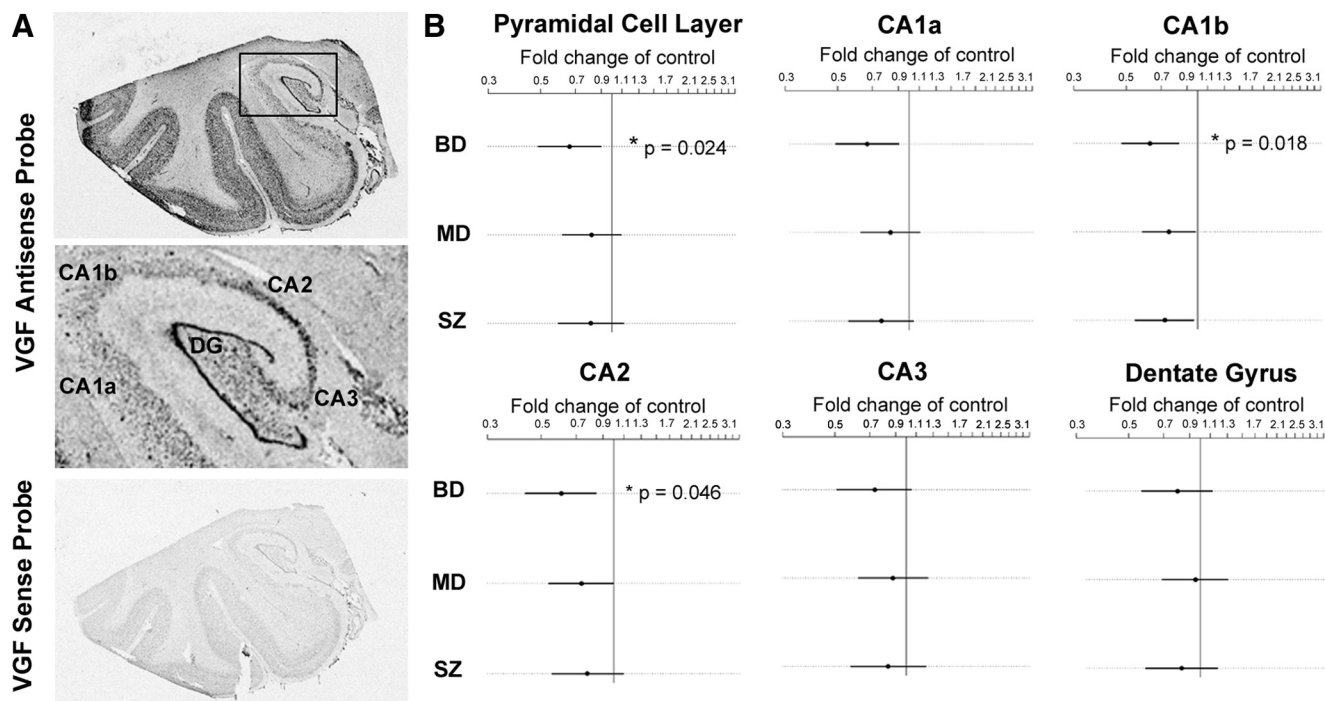 A
VGF Antisense Probe
CA1b
CA2
DG
CA1a
CA3
VGF Sense Probe
B
Pyramidal Cell Layer
Fold change of control
0.3 0.5 0.7 0.9 1.1 1.3 1.7 2.1 2.5 3.1
BD
* p = 0.024
MD
SZ
CA1a
Fold change of control
0.3 0.5 0.7 0.9 1.1 1.3 1.7 2.1 2.5 3.1
CA1b
Fold change of control
0.3 0.5 0.7 0.9 1.1 1.3 1.7 2.1 2.5 3.1
* p = 0.018
CA2
Fold change of control
0.3 0.5 0.7 0.9 1.1 1.3 1.7 2.1 2.5 3.1
BD
* p = 0.046
MD
SZ
CA3
Fold change of control
0.3 0.5 0.7 0.9 1.1 1.3 1.7 2.1 2.5 3.1
Dentate Gyrus
Fold change of control
0.3 0.5 0.7 0.9 1.1 1.3 1.7 2.1 2.5 3.1